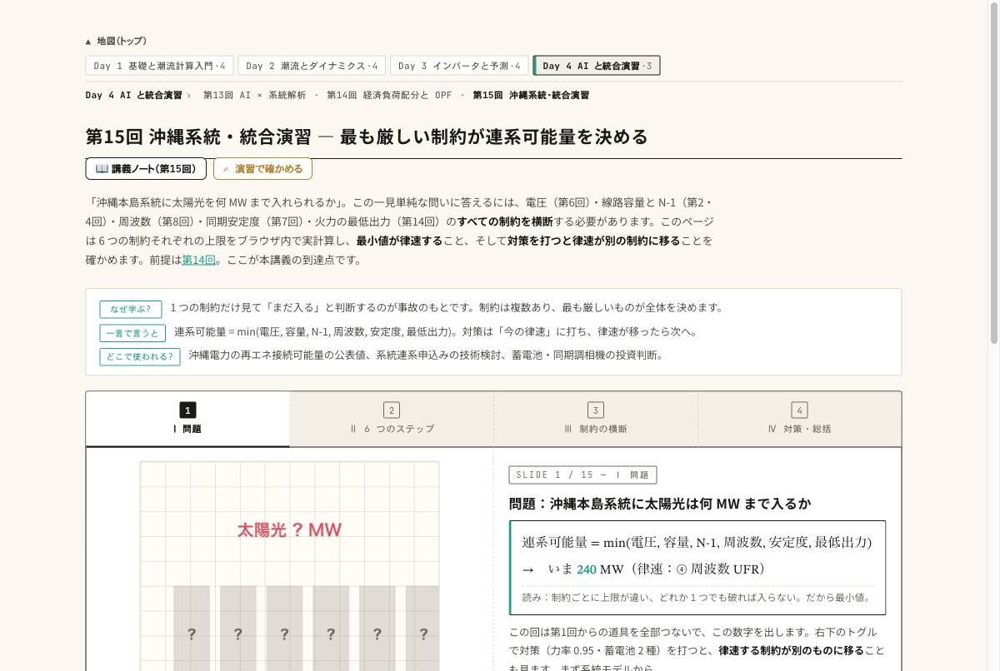 ▲ 地図(トップ)
Day 1 基礎と潮流計算入門·4 Day 2 潮流とダイナミクス·4 Day 3 インバータと予測·4 Day 4 AI と統合演習·3
Day 4 AI と統合演習 › 第13回 AI × 系統解析 · 第14回 経済負荷配分と OPF · 第15回 沖縄系統·統合演習
第15回 沖縄系統・統合演習 — 最も厳しい制約が連系可能量を決める
📖 講義ノート(第15回) ✍ 演習で確かめる
「沖縄本島系統に太陽光を何 MW まで入れられるか」。この一見単純な問いに答えるには、電圧（第6回）・線路容量と N-1（第2・
4回）・周波数（第8回）・同期安定度（第7回）・火力の最低出力（第14回）のすべての制約を横断する必要があります。このページ
は 6 つの制約それぞれの上限をブラウザ内で実計算し、最小値が律速すること、そして対策を打つと律速が別の制約に移ることを
確かめます。前提は第14回。ここが本講義の到達点です。
なぜ学ぶ? 1 つの制約だけ見て「まだ入る」と判断するのが事故のもとです。制約は複数あり、最も厳しいものが全体を決めます。
一言で言うと 連系可能量 = min(電圧, 容量, N-1, 周波数, 安定度, 最低出力)。対策は「今の律速」に打ち、律速が移ったら次へ。
どこで使われる? 沖縄電力の再エネ接続可能量の公表値、系統連系申込みの技術検討、蓄電池・同期調相機の投資判断。
1 2 3 4
Ⅰ 問題 Ⅱ 6 つのステップ Ⅲ 制約の横断 Ⅳ 対策・総括
太陽光 ? MW
? ? ? ? ? ?
SLIDE 1 / 15 — Ⅰ 問題
問題：沖縄本島系統に太陽光は何 MW まで入るか
連系可能量 = min(電圧, 容量, N-1, 周波数, 安定度, 最低出力)
→ いま 240 MW（律速：④ 周波数 UFR）
読み：制約ごとに上限が違い、どれか 1 つでも破れば入らない。だから最小値。
この回は第1回からの道具を全部つないで、この数字を出します。右下のトグル
で対策（力率 0.95・蓄電池 2 種）を打つと、律速する制約が別のものに移ること
も見ます。まず系統モデルから。